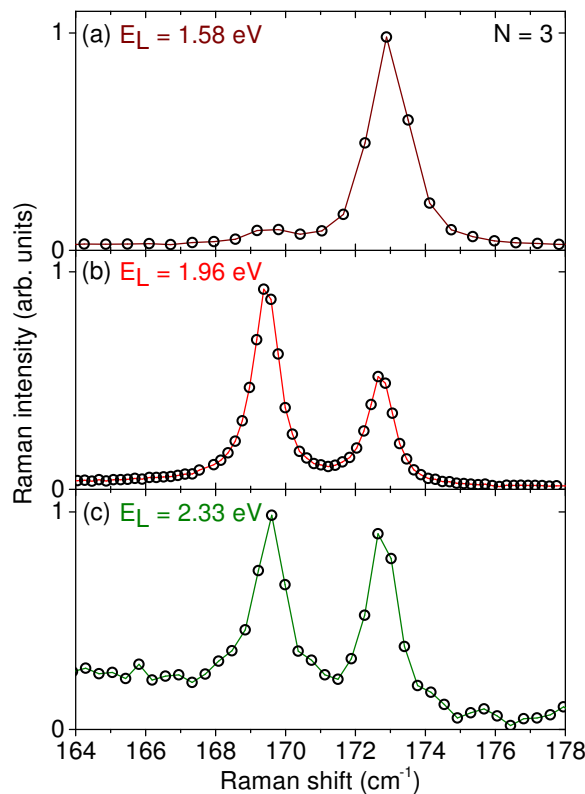 (a) E_L = 1.58 eV N = 3
1
0
(b) E_L = 1.96 eV
1
0
(c) E_L = 2.33 eV
1
0
164 166 168 170 172 174 176 178
Raman shift (cm⁻¹)
Raman intensity (arb. units)